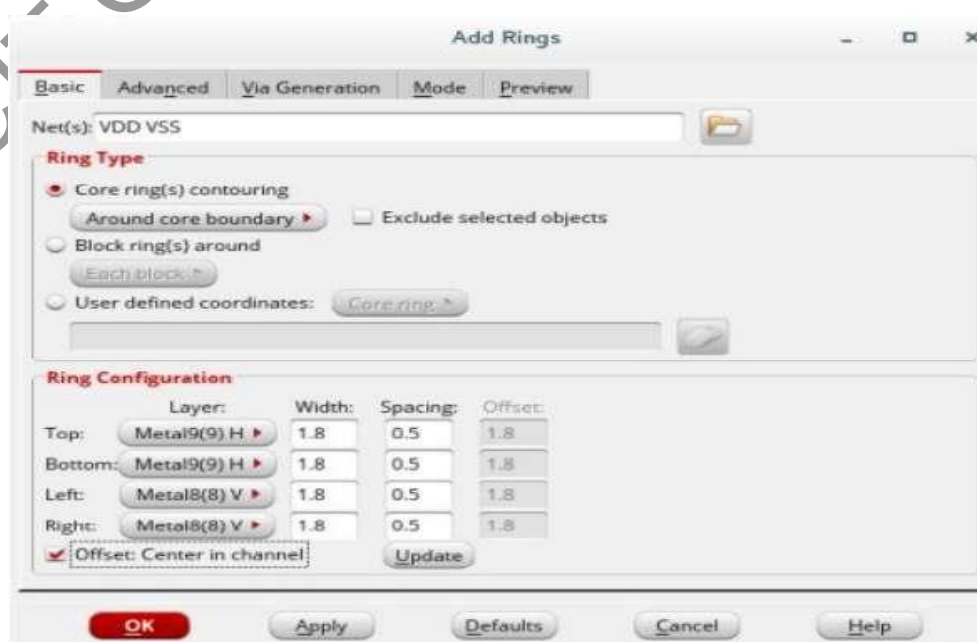 Add Rings
Basic Advanced Via Generation Mode Preview
Net(s): VDD VSS
Ring Type
Core ring(s) contouring
Around core boundary Exclude selected objects
Block ring(s) around
Each block
User defined coordinates: Core ring
Ring Configuration
Layer: Width: Spacing: Offset:
Top: Metal9(9) H 1.8 0.5 1.8
Bottom: Metal9(9) H 1.8 0.5 1.8
Left: Metal8(8) V 1.8 0.5 1.8
Right: Metal8(8) V 1.8 0.5 1.8
Offset: Center in channel Update
OK Apply Defaults Cancel Help